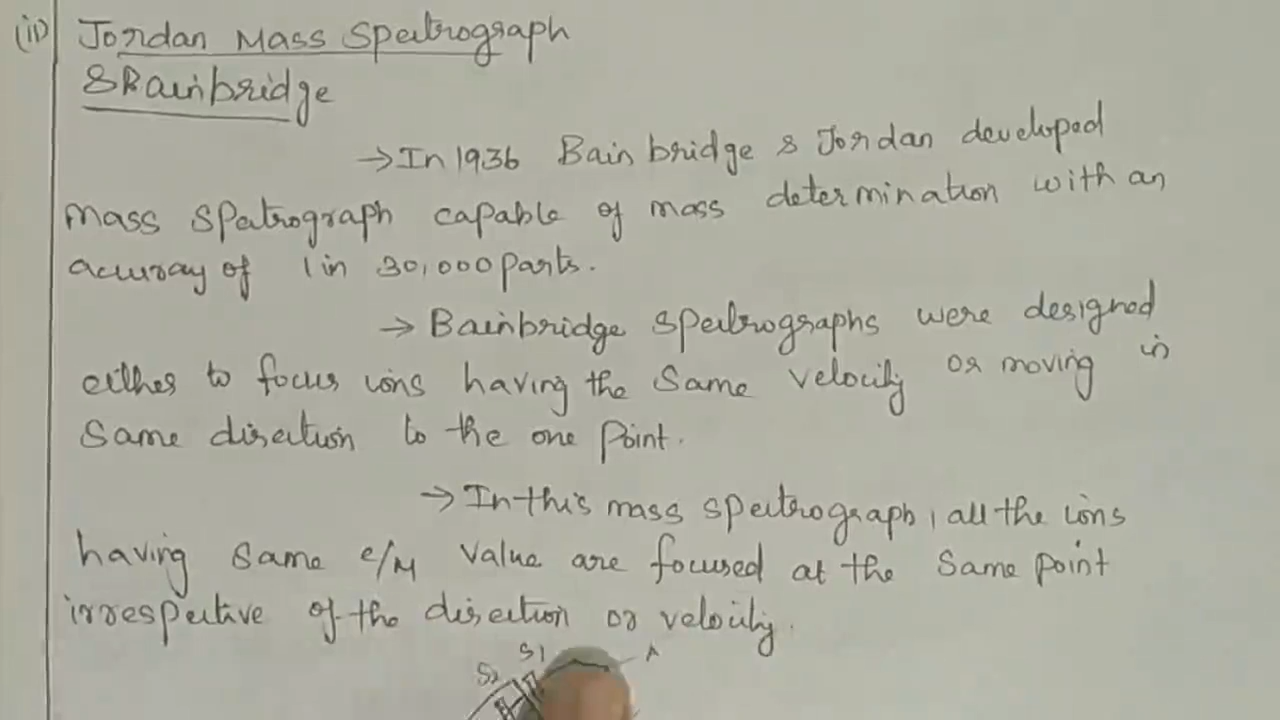 (ii) Jordan Mass Spectrograph
& Bainbridge
→ In 1936 Bainbridge & Jordan developed
mass spectrograph capable of mass determination with an
accuray of 1 in 30,000 parts.
→ Bainbridge spectrographs were designed
either to focus ions having the same velocity or moving in
same direction to the one point.
→ In this mass spectrograph, all the ions
having same e/M value are focused at the same point
irrespective of the direction or velocity.
S2 S1 A